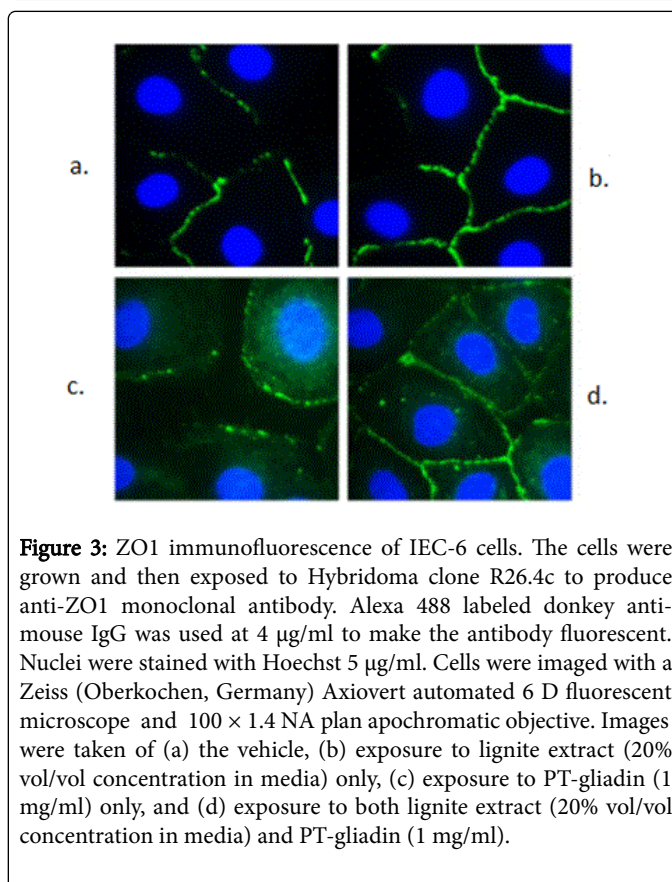 a.
b.
c.
d.
Figure 3: ZO1 immunofluorescence of IEC-6 cells. The cells were
grown and then exposed to Hybridoma clone R26.4c to produce
anti-ZO1 monoclonal antibody. Alexa 488 labeled donkey anti-
mouse IgG was used at 4 μg/ml to make the antibody fluorescent.
Nuclei were stained with Hoechst 5 μg/ml. Cells were imaged with a
Zeiss (Oberkochen, Germany) Axiovert automated 6 D fluorescent
microscope and 100 × 1.4 NA plan apochromatic objective. Images
were taken of (a) the vehicle, (b) exposure to lignite extract (20%
vol/vol concentration in media) only, (c) exposure to PT-gliadin (1
mg/ml) only, and (d) exposure to both lignite extract (20% vol/vol
concentration in media) and PT-gliadin (1 mg/ml).